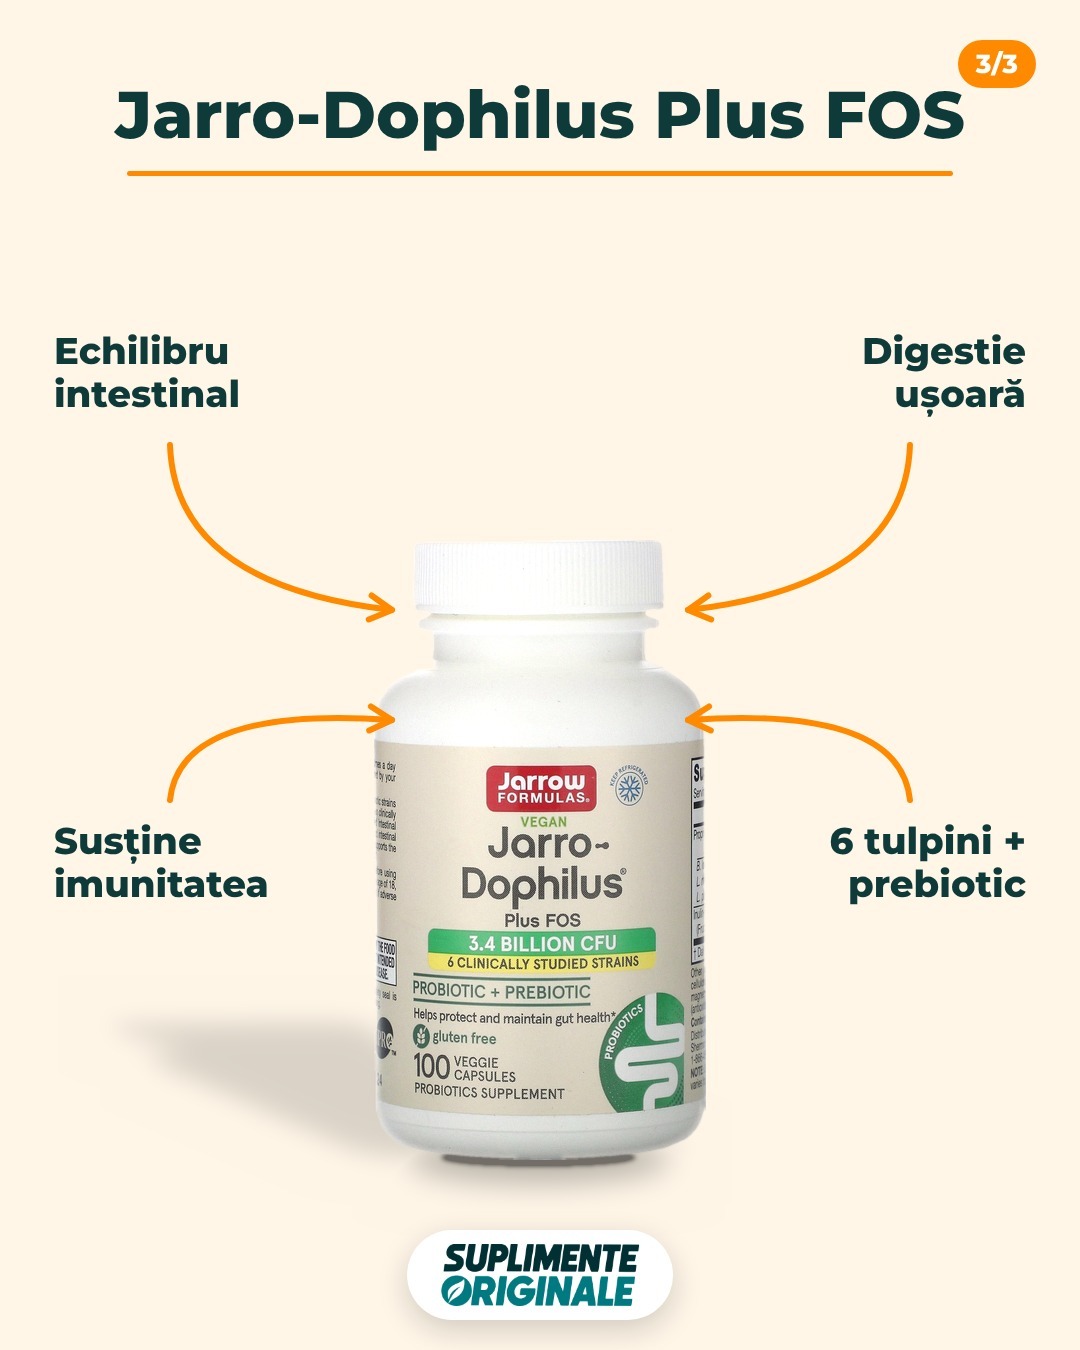 3/3
Jarro-Dophilus Plus FOS
Echilibru
intestinal
Digestie
ușoară
Susține
imunitatea
6 tulpini +
prebiotic
Jarrow
FORMULAS®
KEEP REFRIGERATED
VEGAN
Jarro-
Dophilus®
Plus FOS
3.4 BILLION CFU
6 CLINICALLY STUDIED STRAINS
PROBIOTIC + PREBIOTIC
Helps protect and maintain gut health*
gluten free
100 VEGGIE
CAPSULES
PROBIOTICS SUPPLEMENT
PROBIOTICS
SUPLIMENTE
ORIGINALE